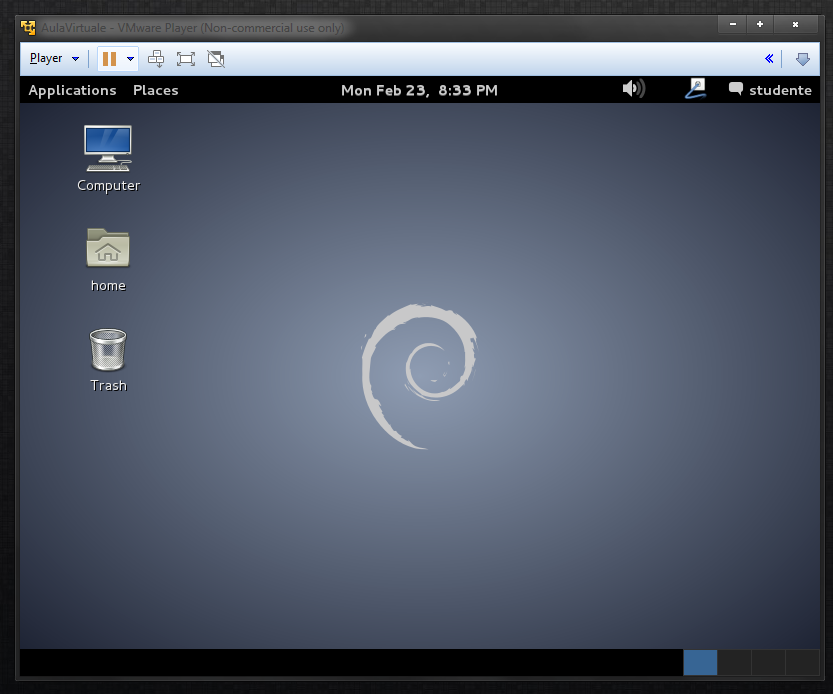 AulaVirtuale - VMware Player (Non-commercial use only)
Player
Applications Places Mon Feb 23, 8:33 PM studente
Computer
home
Trash